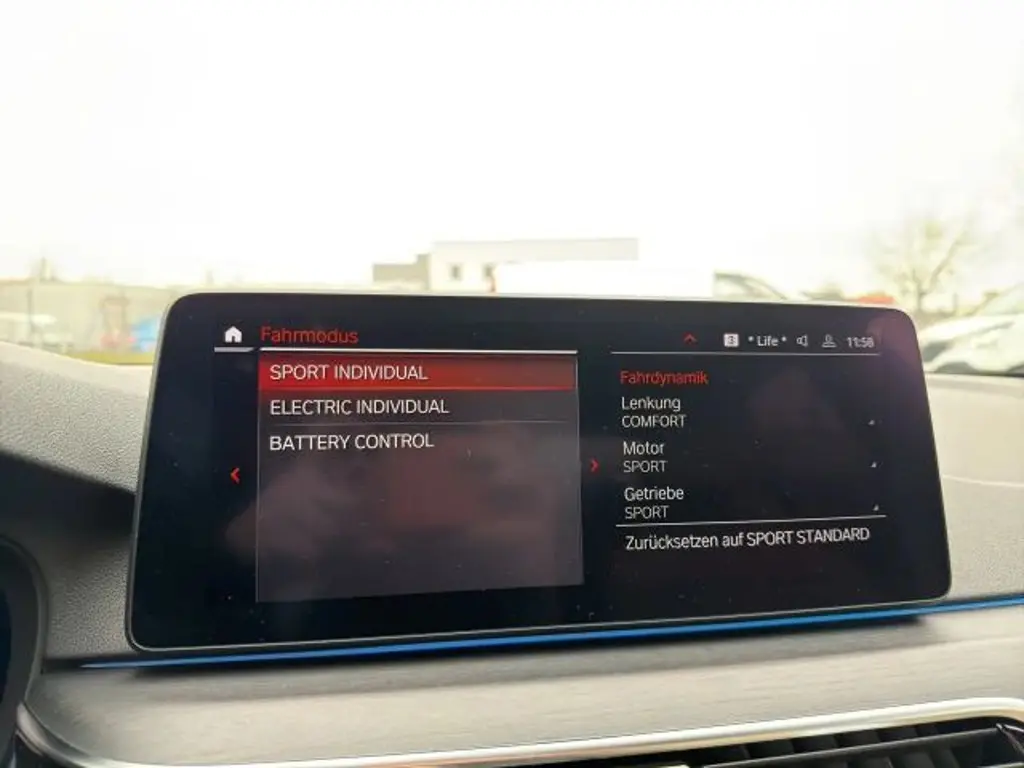 Fahrmodus
3 * Life * 11:58
SPORT INDIVIDUAL
ELECTRIC INDIVIDUAL
BATTERY CONTROL
Fahrdynamik
Lenkung
COMFORT
Motor
SPORT
Getriebe
SPORT
Zurücksetzen auf SPORT STANDARD